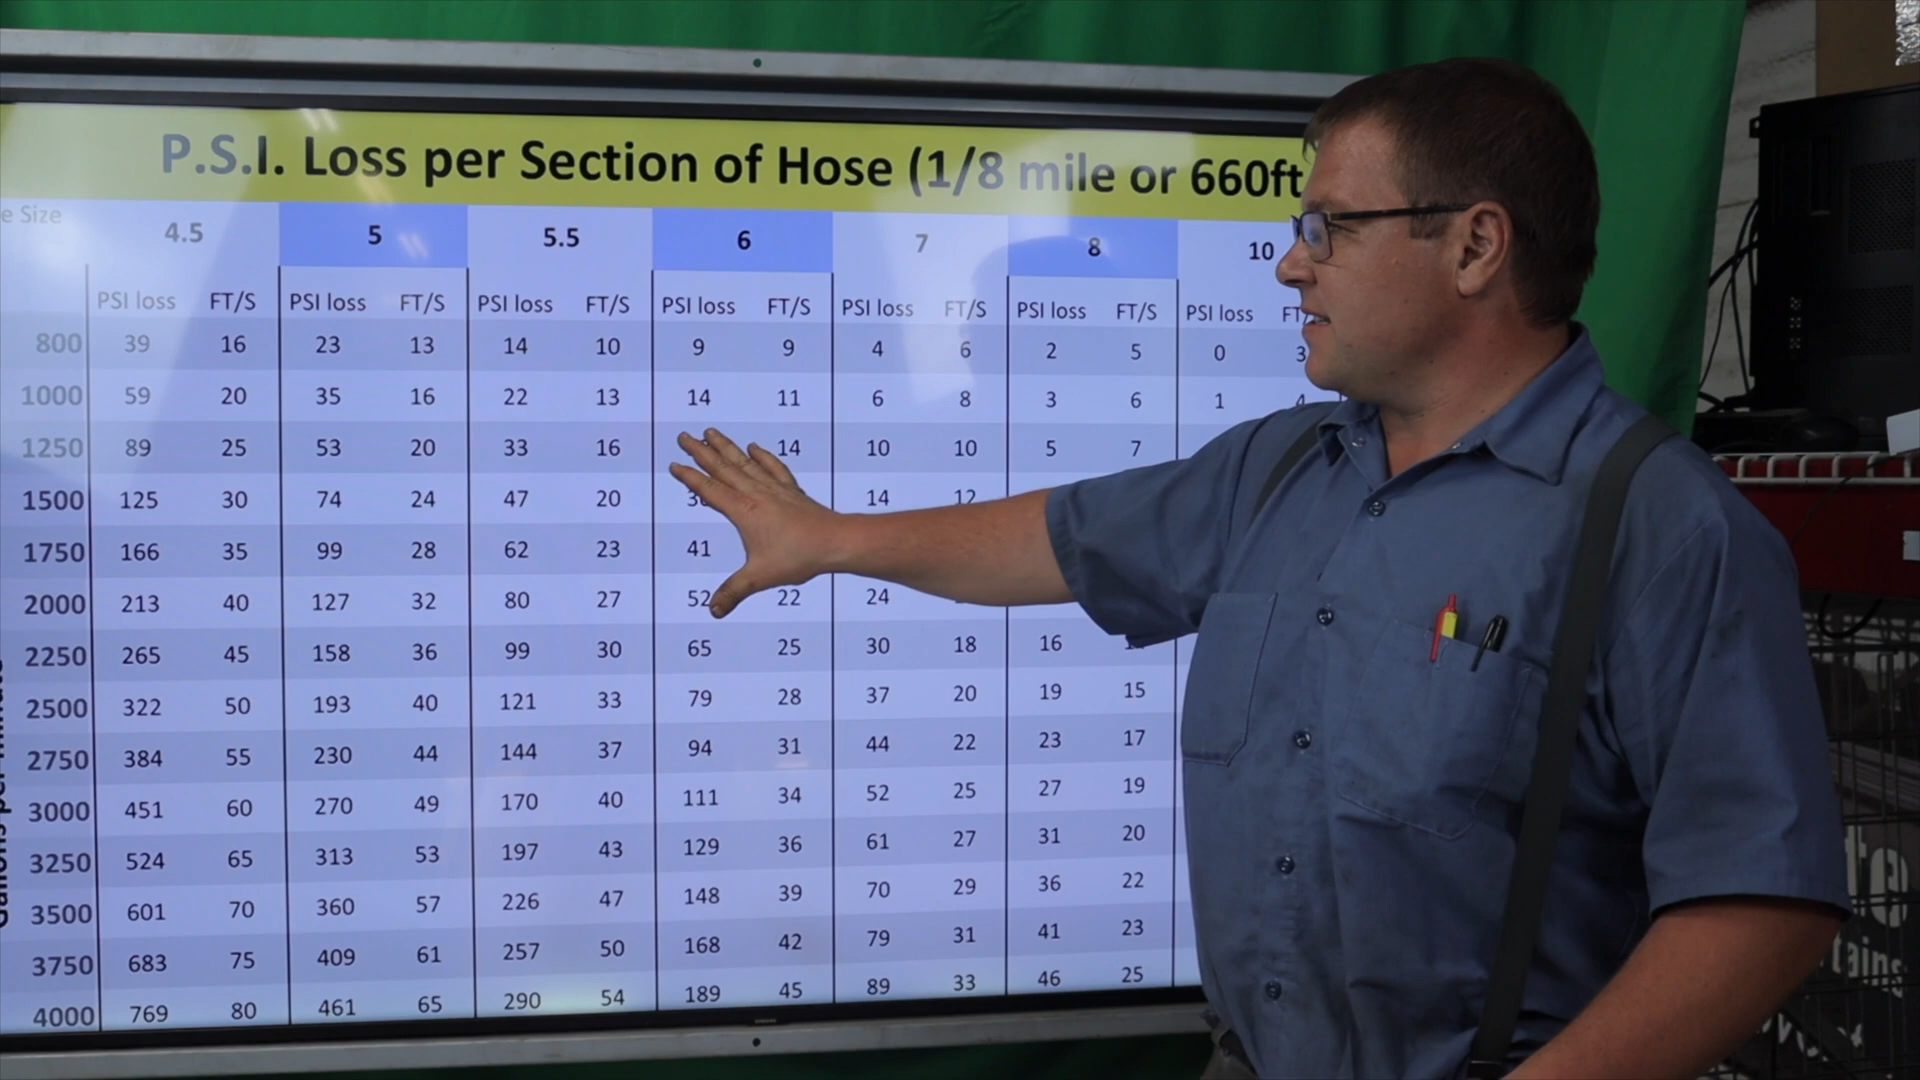 P.S.I. Loss per Section of Hose (1/8 mile or 660ft
e Size 4.5 5 5.5 6 7 8 10
PSI loss FT/S PSI loss FT/S PSI loss FT/S PSI loss FT/S PSI loss FT/S PSI loss FT/S PSI loss
800 39 16 23 13 14 10 9 9 4 6 2 5 0 3
1000 59 20 35 16 22 13 14 11 6 8 3 6 1 4
1250 89 25 53 20 33 16 14 10 10 5 7
1500 125 30 74 24 47 20 14 12
1750 166 35 99 28 62 23 41
2000 213 40 127 32 80 27 52 22 24
2250 265 45 158 36 99 30 65 25 30 18 16
2500 322 50 193 40 121 33 79 28 37 20 19 15
2750 384 55 230 44 144 37 94 31 44 22 23 17
3000 451 60 270 49 170 40 111 34 52 25 27 19
3250 524 65 313 53 197 43 129 36 61 27 31 20
3500 601 70 360 57 226 47 148 39 70 29 36 22
3750 683 75 409 61 257 50 168 42 79 31 41 23
4000 769 80 461 65 290 54 189 45 89 33 46 25